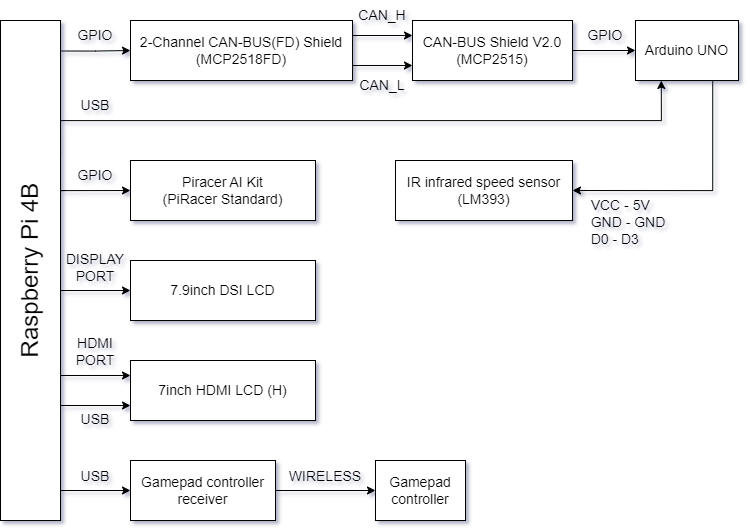 Raspberry Pi 4B
GPIO
2-Channel CAN-BUS(FD) Shield
(MCP2518FD)
CAN_H
CAN_L
CAN-BUS Shield V2.0
(MCP2515)
GPIO
Arduino UNO
USB
GPIO
Piracer AI Kit
(PiRacer Standard)
IR infrared speed sensor
(LM393)
VCC - 5V
GND - GND
D0 - D3
DISPLAY
PORT
7.9inch DSI LCD
HDMI
PORT
7inch HDMI LCD (H)
USB
USB
Gamepad controller
receiver
WIRELESS
Gamepad
controller